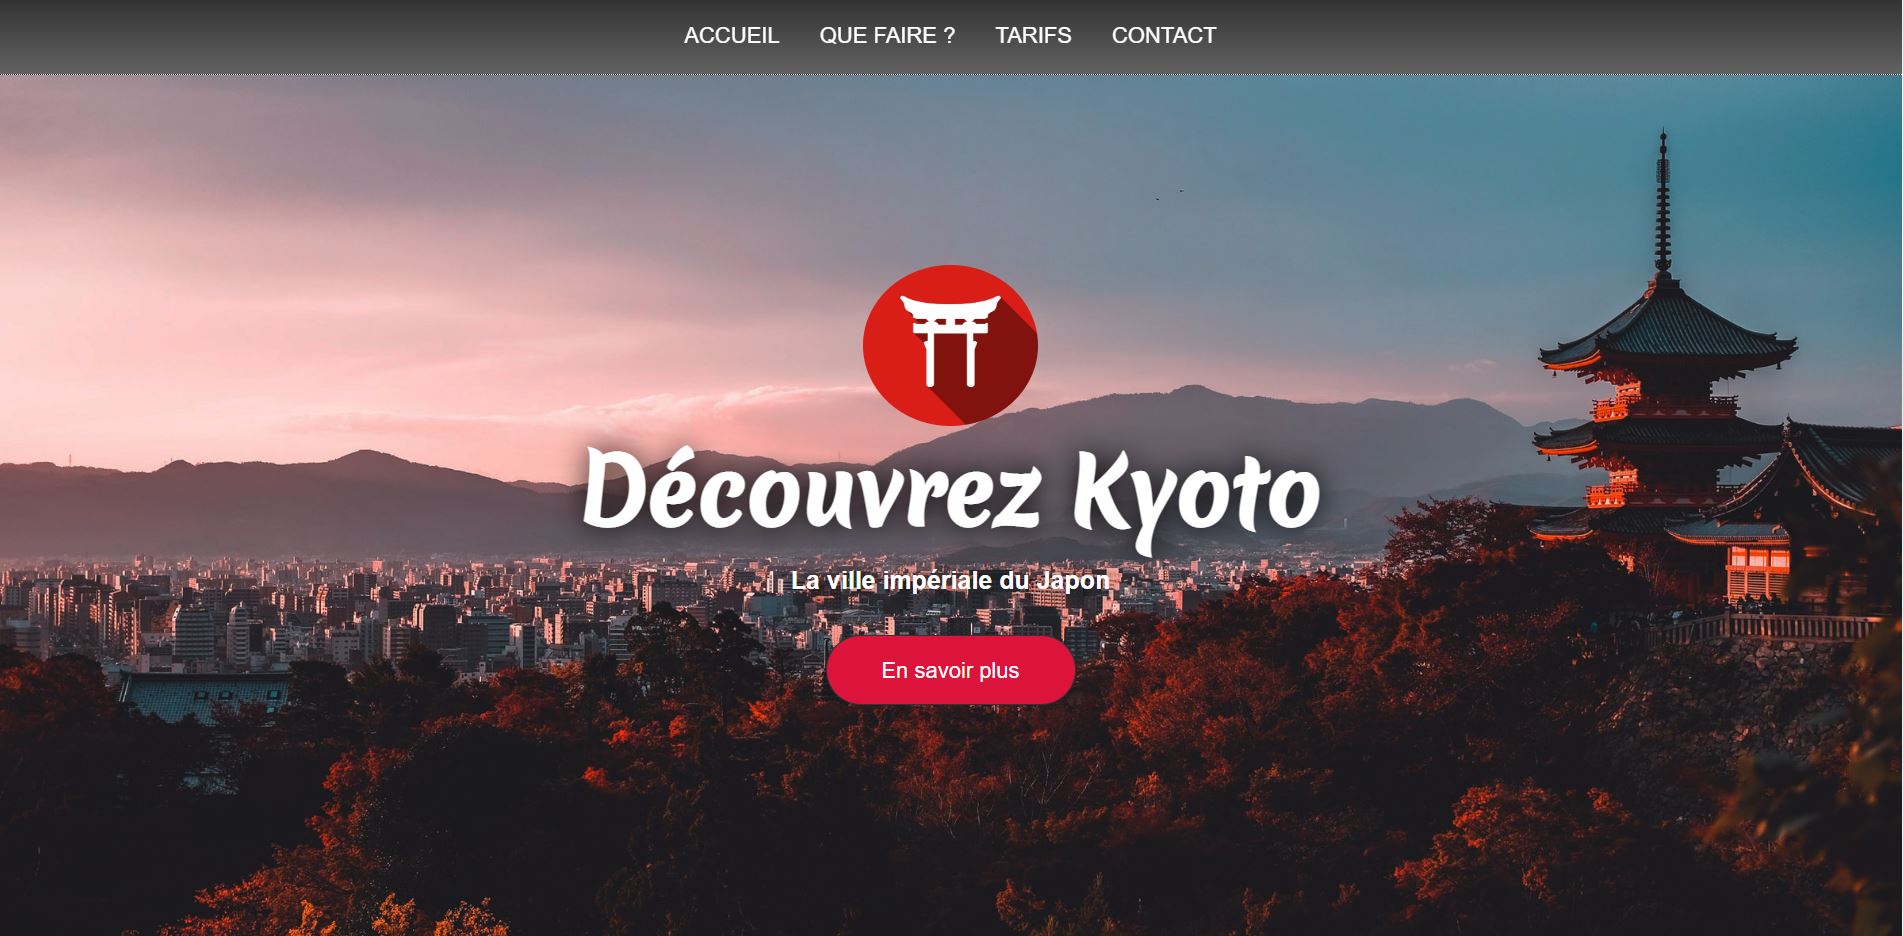 ACCUEIL QUE FAIRE ? TARIFS CONTACT
Découvrez Kyoto
La ville impériale du Japon
En savoir plus